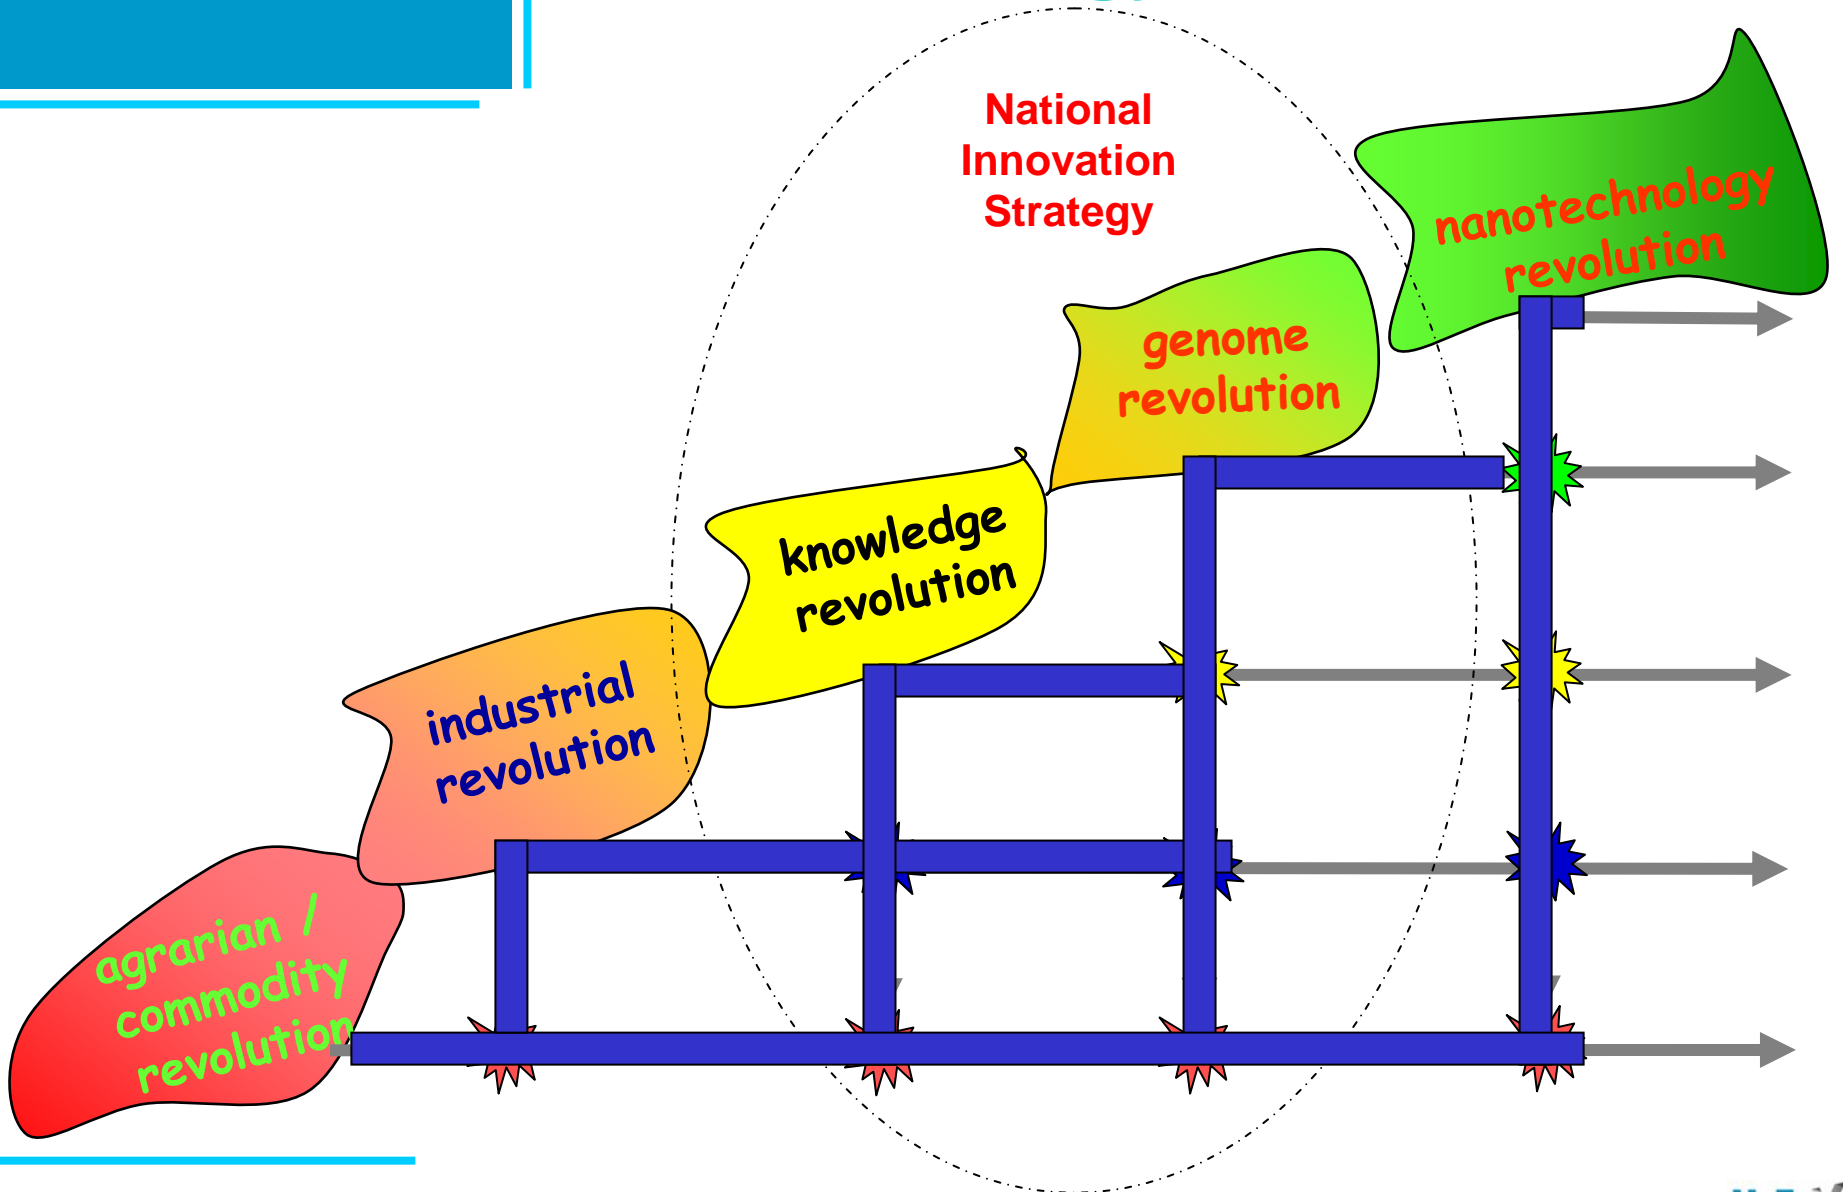 National
Innovation
Strategy
nanotechnology
revolution
genome
revolution
knowledge
revolution
industrial
revolution
agrarian /
commodity
revolution